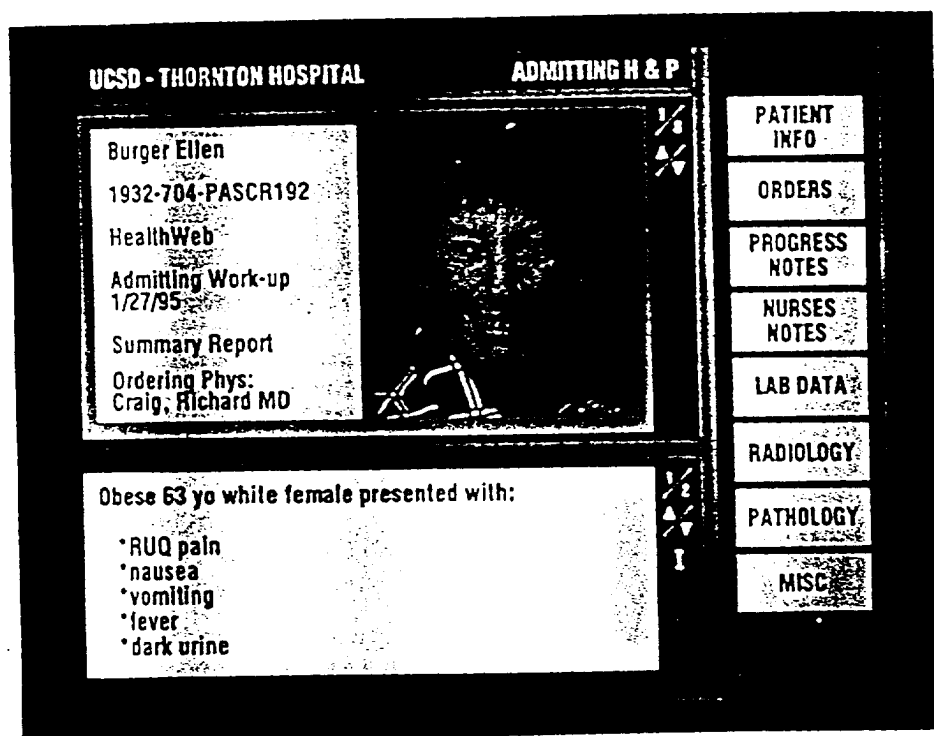 UCSD - THORNTON HOSPITAL
ADMITTING H & P
Burger Ellen
1932-704-PASCR192
HealthWeb
Admitting Work-up
1/27/95
Summary Report
Ordering Phys:
Craig, Richard MD
1/3
Obese 63 yo white female presented with:
*RUQ pain
*nausea
*vomiting
*fever
*dark urine
1/2
I
PATIENT
INFO
ORDERS
PROGRESS
NOTES
NURSES
NOTES
LAB DATA
RADIOLOGY
PATHOLOGY
MISC